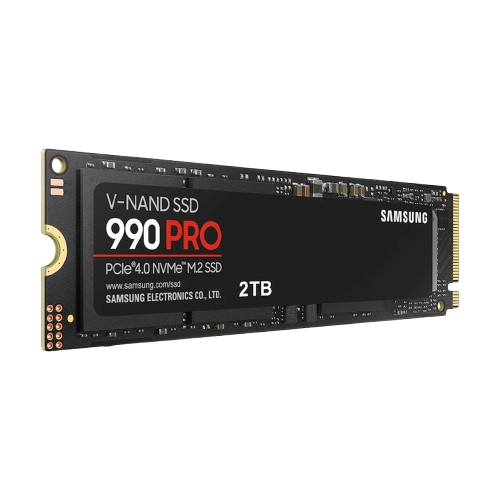 V-NAND SSD
990 PRO
PCIe®4.0 NVMe™ M.2 SSD
www.samsung.com/ssd
SAMSUNG ELECTRONICS CO., LTD.
2TB
SAMSUNG